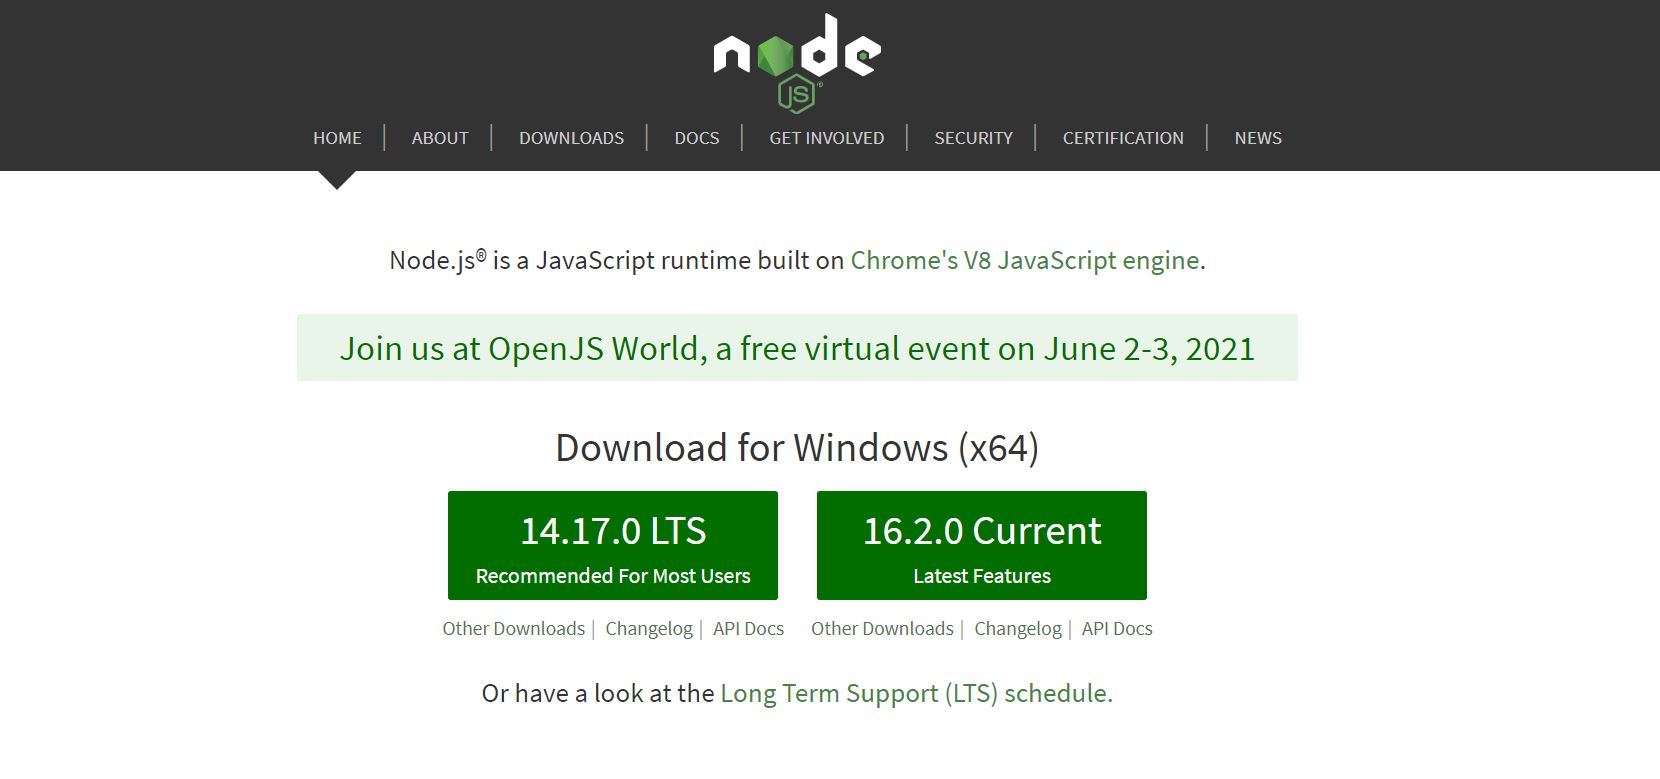 node
JS®
HOME | ABOUT | DOWNLOADS | DOCS | GET INVOLVED | SECURITY | CERTIFICATION | NEWS
Node.js® is a JavaScript runtime built on Chrome's V8 JavaScript engine.
Join us at OpenJS World, a free virtual event on June 2-3, 2021
Download for Windows (x64)
14.17.0 LTS
Recommended For Most Users
16.2.0 Current
Latest Features
Other Downloads | Changelog | API Docs
Other Downloads | Changelog | API Docs
Or have a look at the Long Term Support (LTS) schedule.